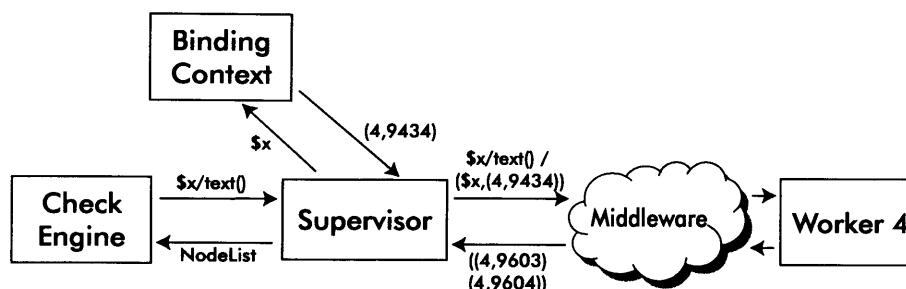 Binding
Context
$x
(4,9434)
$x/text()
$x/text() /
($x,(4,9434))
Check
Engine
Supervisor
Middleware
Worker 4
NodeList
((4,9603)
(4,9604))